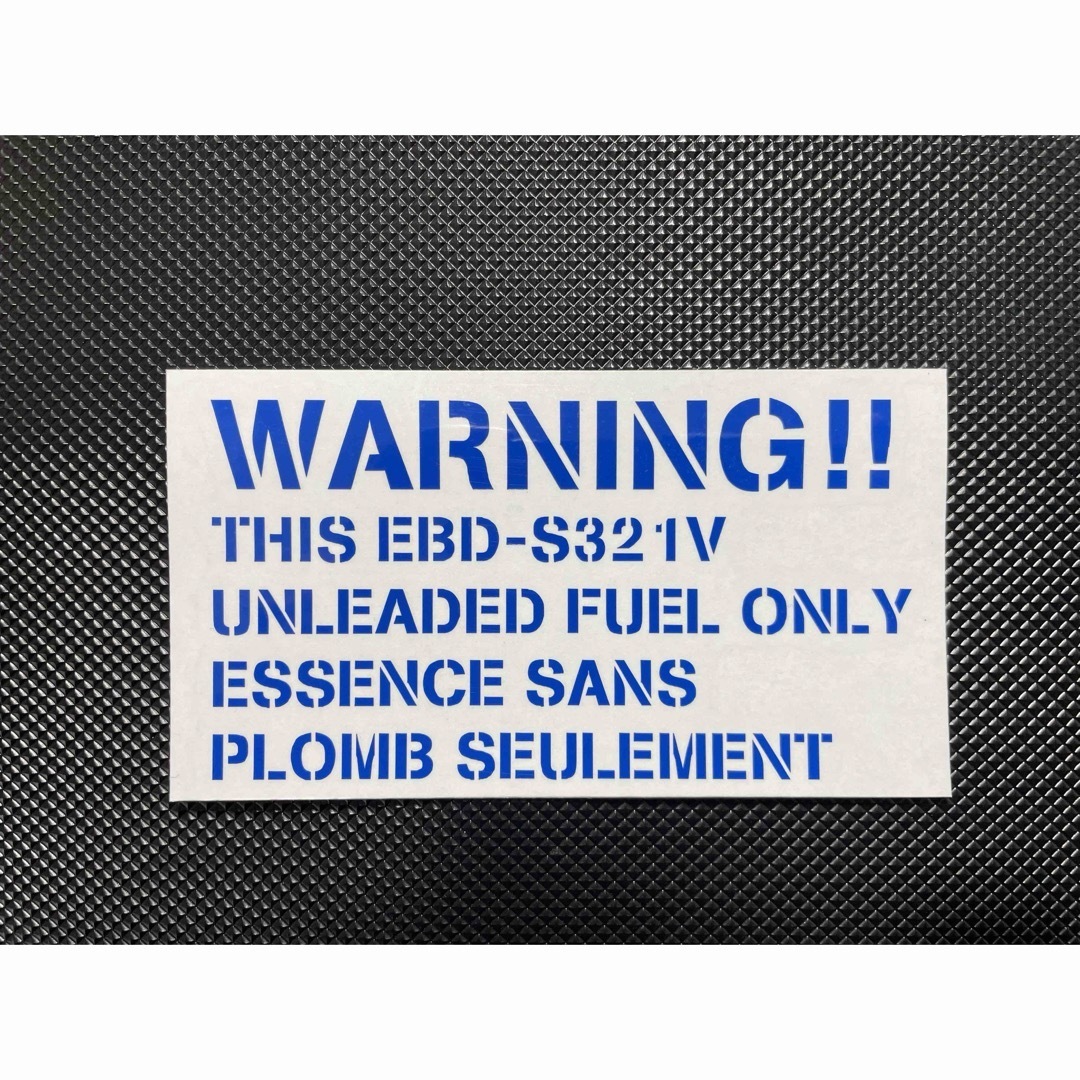 WARNING!!
THIS EBD-S321V
UNLEADED FUEL ONLY
ESSENCE SANS
PLOMB SEULEMENT